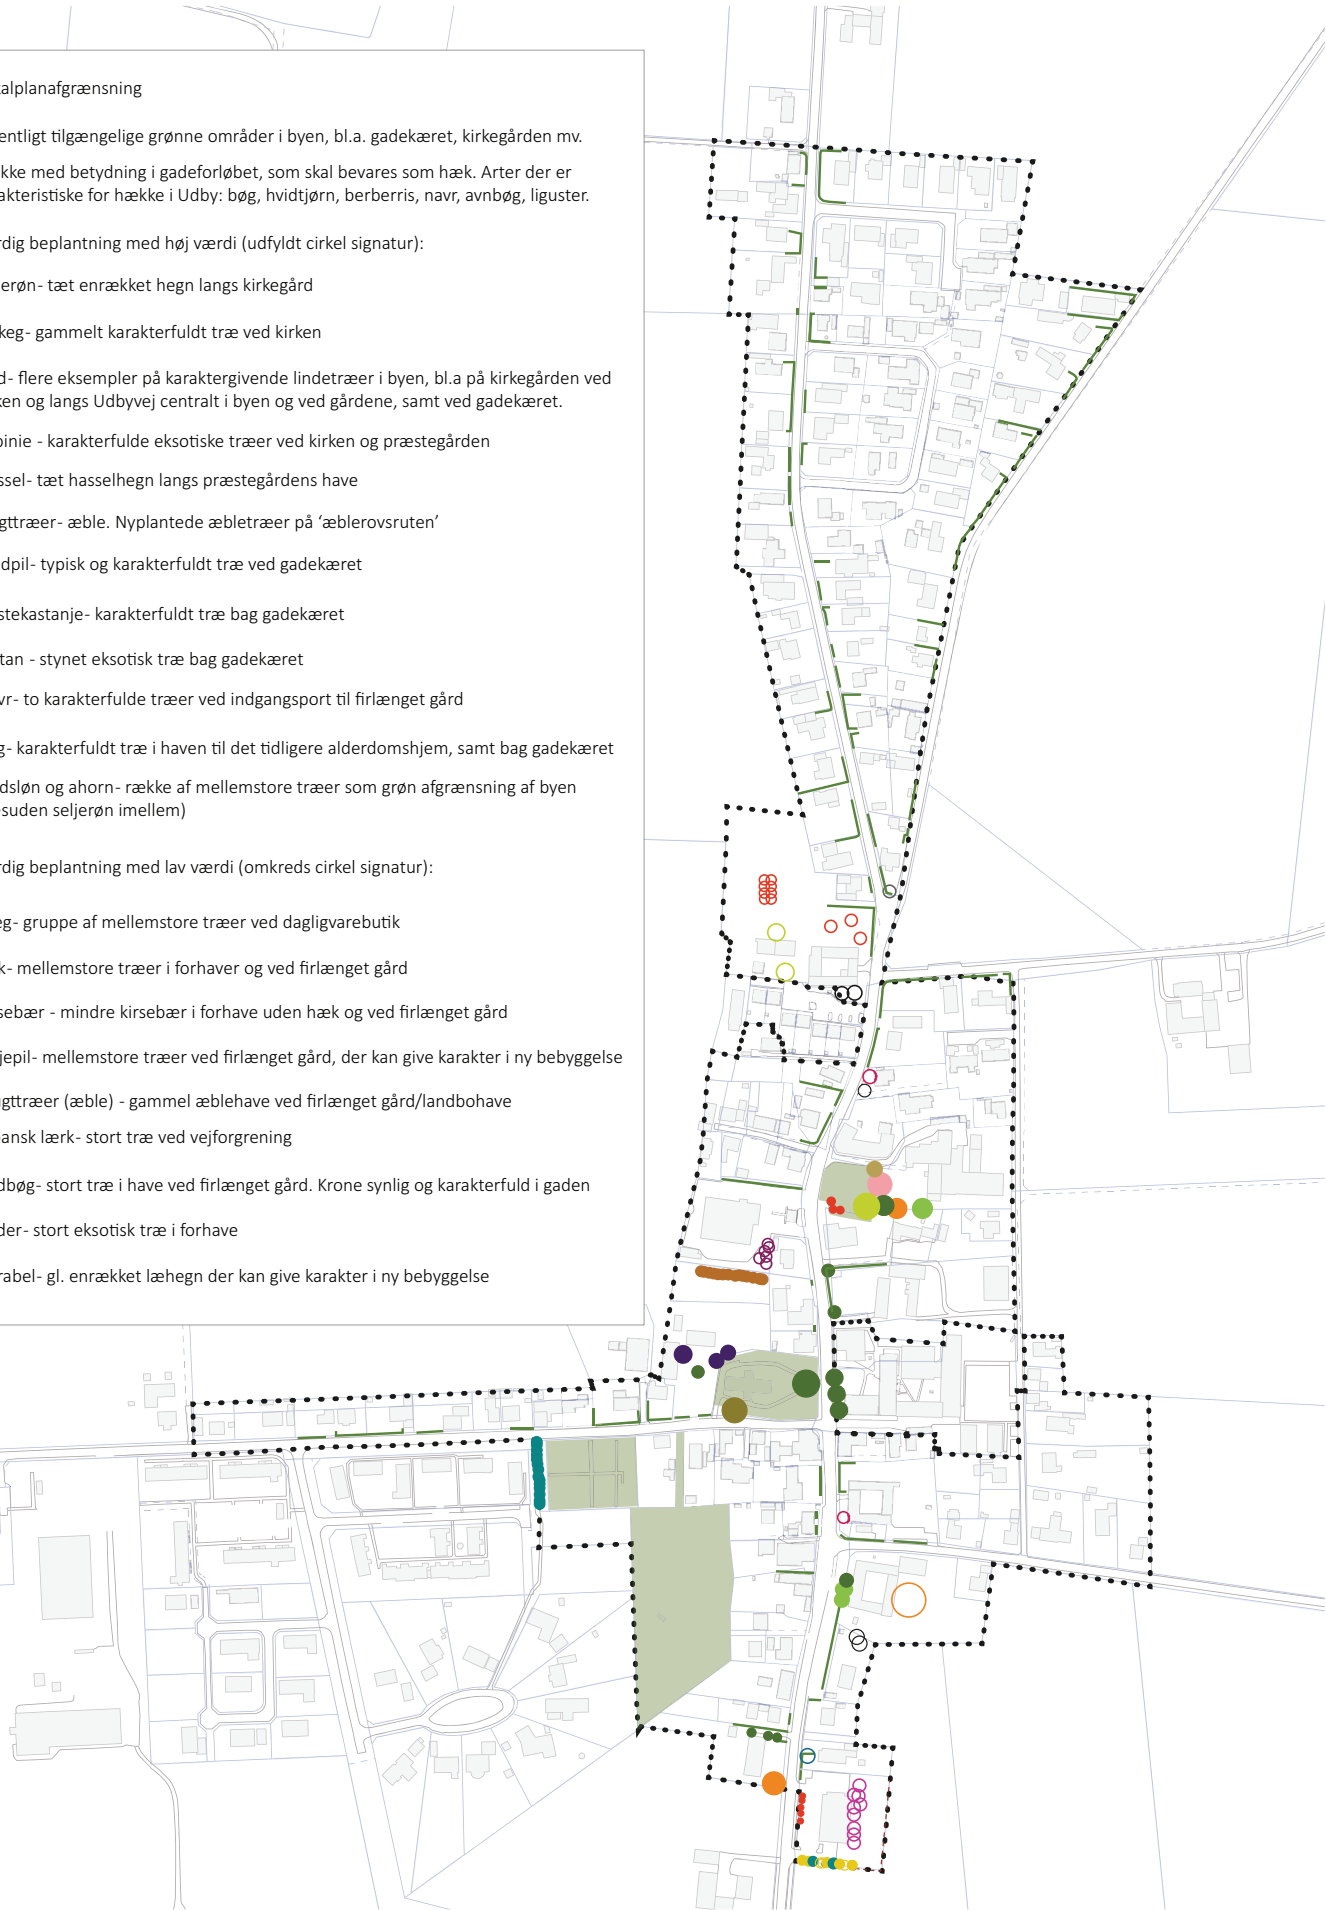 alplanafgrænsning
entligt tilgængelige grønne områder i byen, bl.a. gadekæret, kirkegården mv.
kke med betydning i gadeforløbet, som skal bevares som hæk. Arter der er
akteristiske for hække i Udby: bøg, hvidtjørn, berberris, navr, avnbøg, liguster.
rdig beplantning med høj værdi (udfyldt cirkel signatur):
erøn- tæt enrækket hegn langs kirkegård
keg- gammelt karakterfuldt træ ved kirken
d- flere eksempler på karaktergivende lindetræer i byen, bl.a på kirkegården ved
ken og langs Udbyvej centralt i byen og ved gårdene, samt ved gadekæret.
binie - karakterfulde eksotiske træer ved kirken og præstegården
ssel- tæt hasselhegn langs præstegårdens have
gttræer- æble. Nyplantede æbletræer på ‘æblerovsruten’
dpil- typisk og karakterfuldt træ ved gadekæret
stekastanje- karakterfuldt træ bag gadekæret
tan - stynet eksotisk træ bag gadekæret
vr- to karakterfulde træer ved indgangsport til firlænget gård
g- karakterfuldt træ i haven til det tidligere alderdomshjem, samt bag gadekæret
dsløn og ahorn- række af mellemstore træer som grøn afgrænsning af byen
esuden seljerøn imellem)
rdig beplantning med lav værdi (omkreds cirkel signatur):
eg- gruppe af mellemstore træer ved dagligvarebutik
k- mellemstore træer i forhaver og ved firlænget gård
sebær - mindre kirsebær i forhave uden hæk og ved firlænget gård
jepil- mellemstore træer ved firlænget gård, der kan give karakter i ny bebyggelse
ugttræer (æble) - gammel æblehave ved firlænget gård/landbohave
pansk lærk- stort træ ved vejforgrening
dbøg- stort træ i have ved firlænget gård. Krone synlig og karakterfuld i gaden
der- stort eksotisk træ i forhave
rabel- gl. enrækket læhegn der kan give karakter i ny bebyggelse